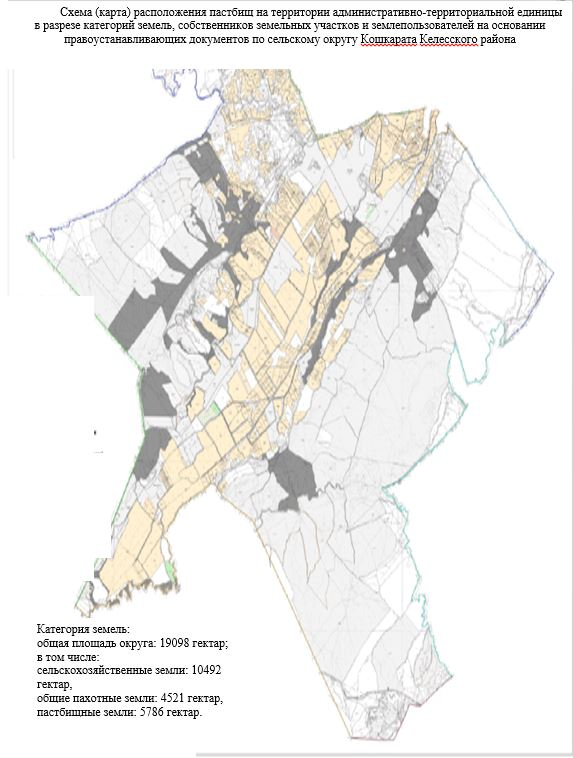 Схема (карта) расположения пастбищ на территории административно-территориальной единицы
в разрезе категорий земель, собственников земельных участков и землепользователей на основании
правоустанавливающих документов по сельскому округу Кошкарата Келесского района
Категория земель:
общая площадь округа: 19098 гектар;
в том числе:
сельскохозяйственные земли: 10492
гектар,
общие пахотные земли: 4521 гектар,
пастбищные земли: 5786 гектар.